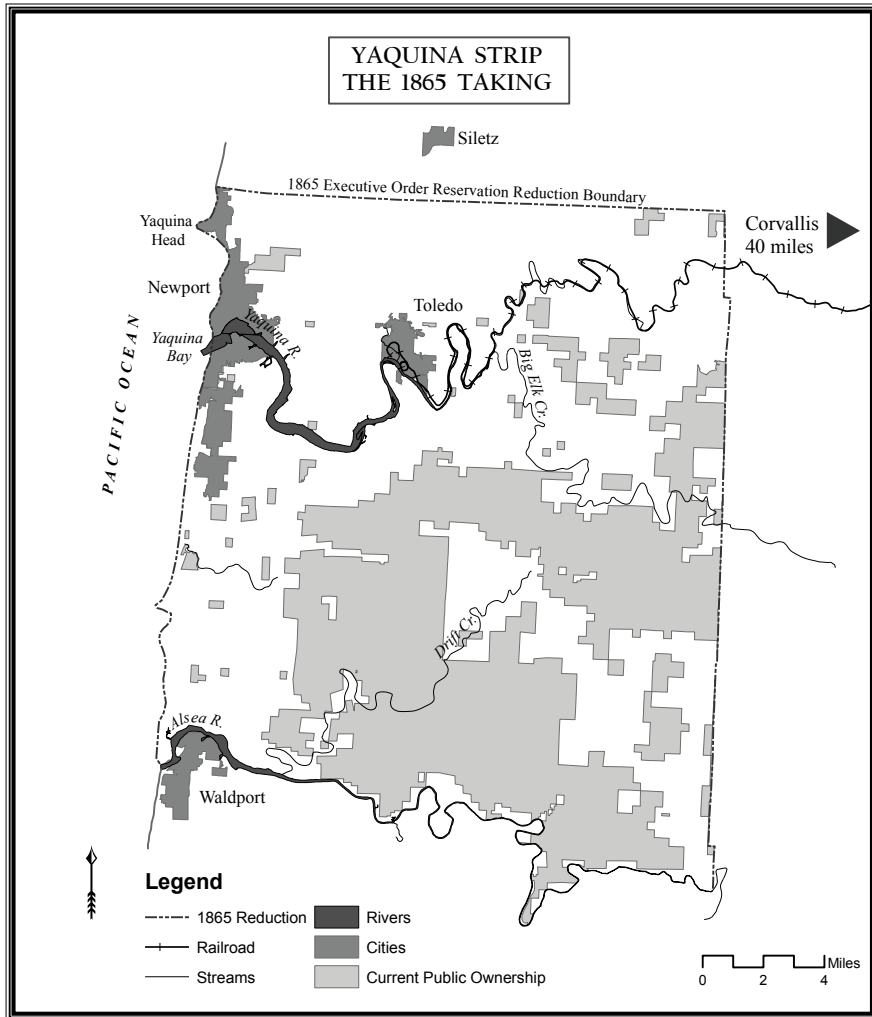 YAQUINA STRIP
THE 1865 TAKING
Siletz
1865 Executive Order Reservation Reduction Boundary
Yaquina
Head
Corvallis
40 miles
Newport
Toledo
Yaquina R.
Yaquina
Bay
PACIFIC OCEAN
Big Elk Cr.
Drift Cr.
Alsea R.
Waldport
Legend
1865 Reduction
Railroad
Streams
Rivers
Cities
Current Public Ownership
Miles
0 2 4